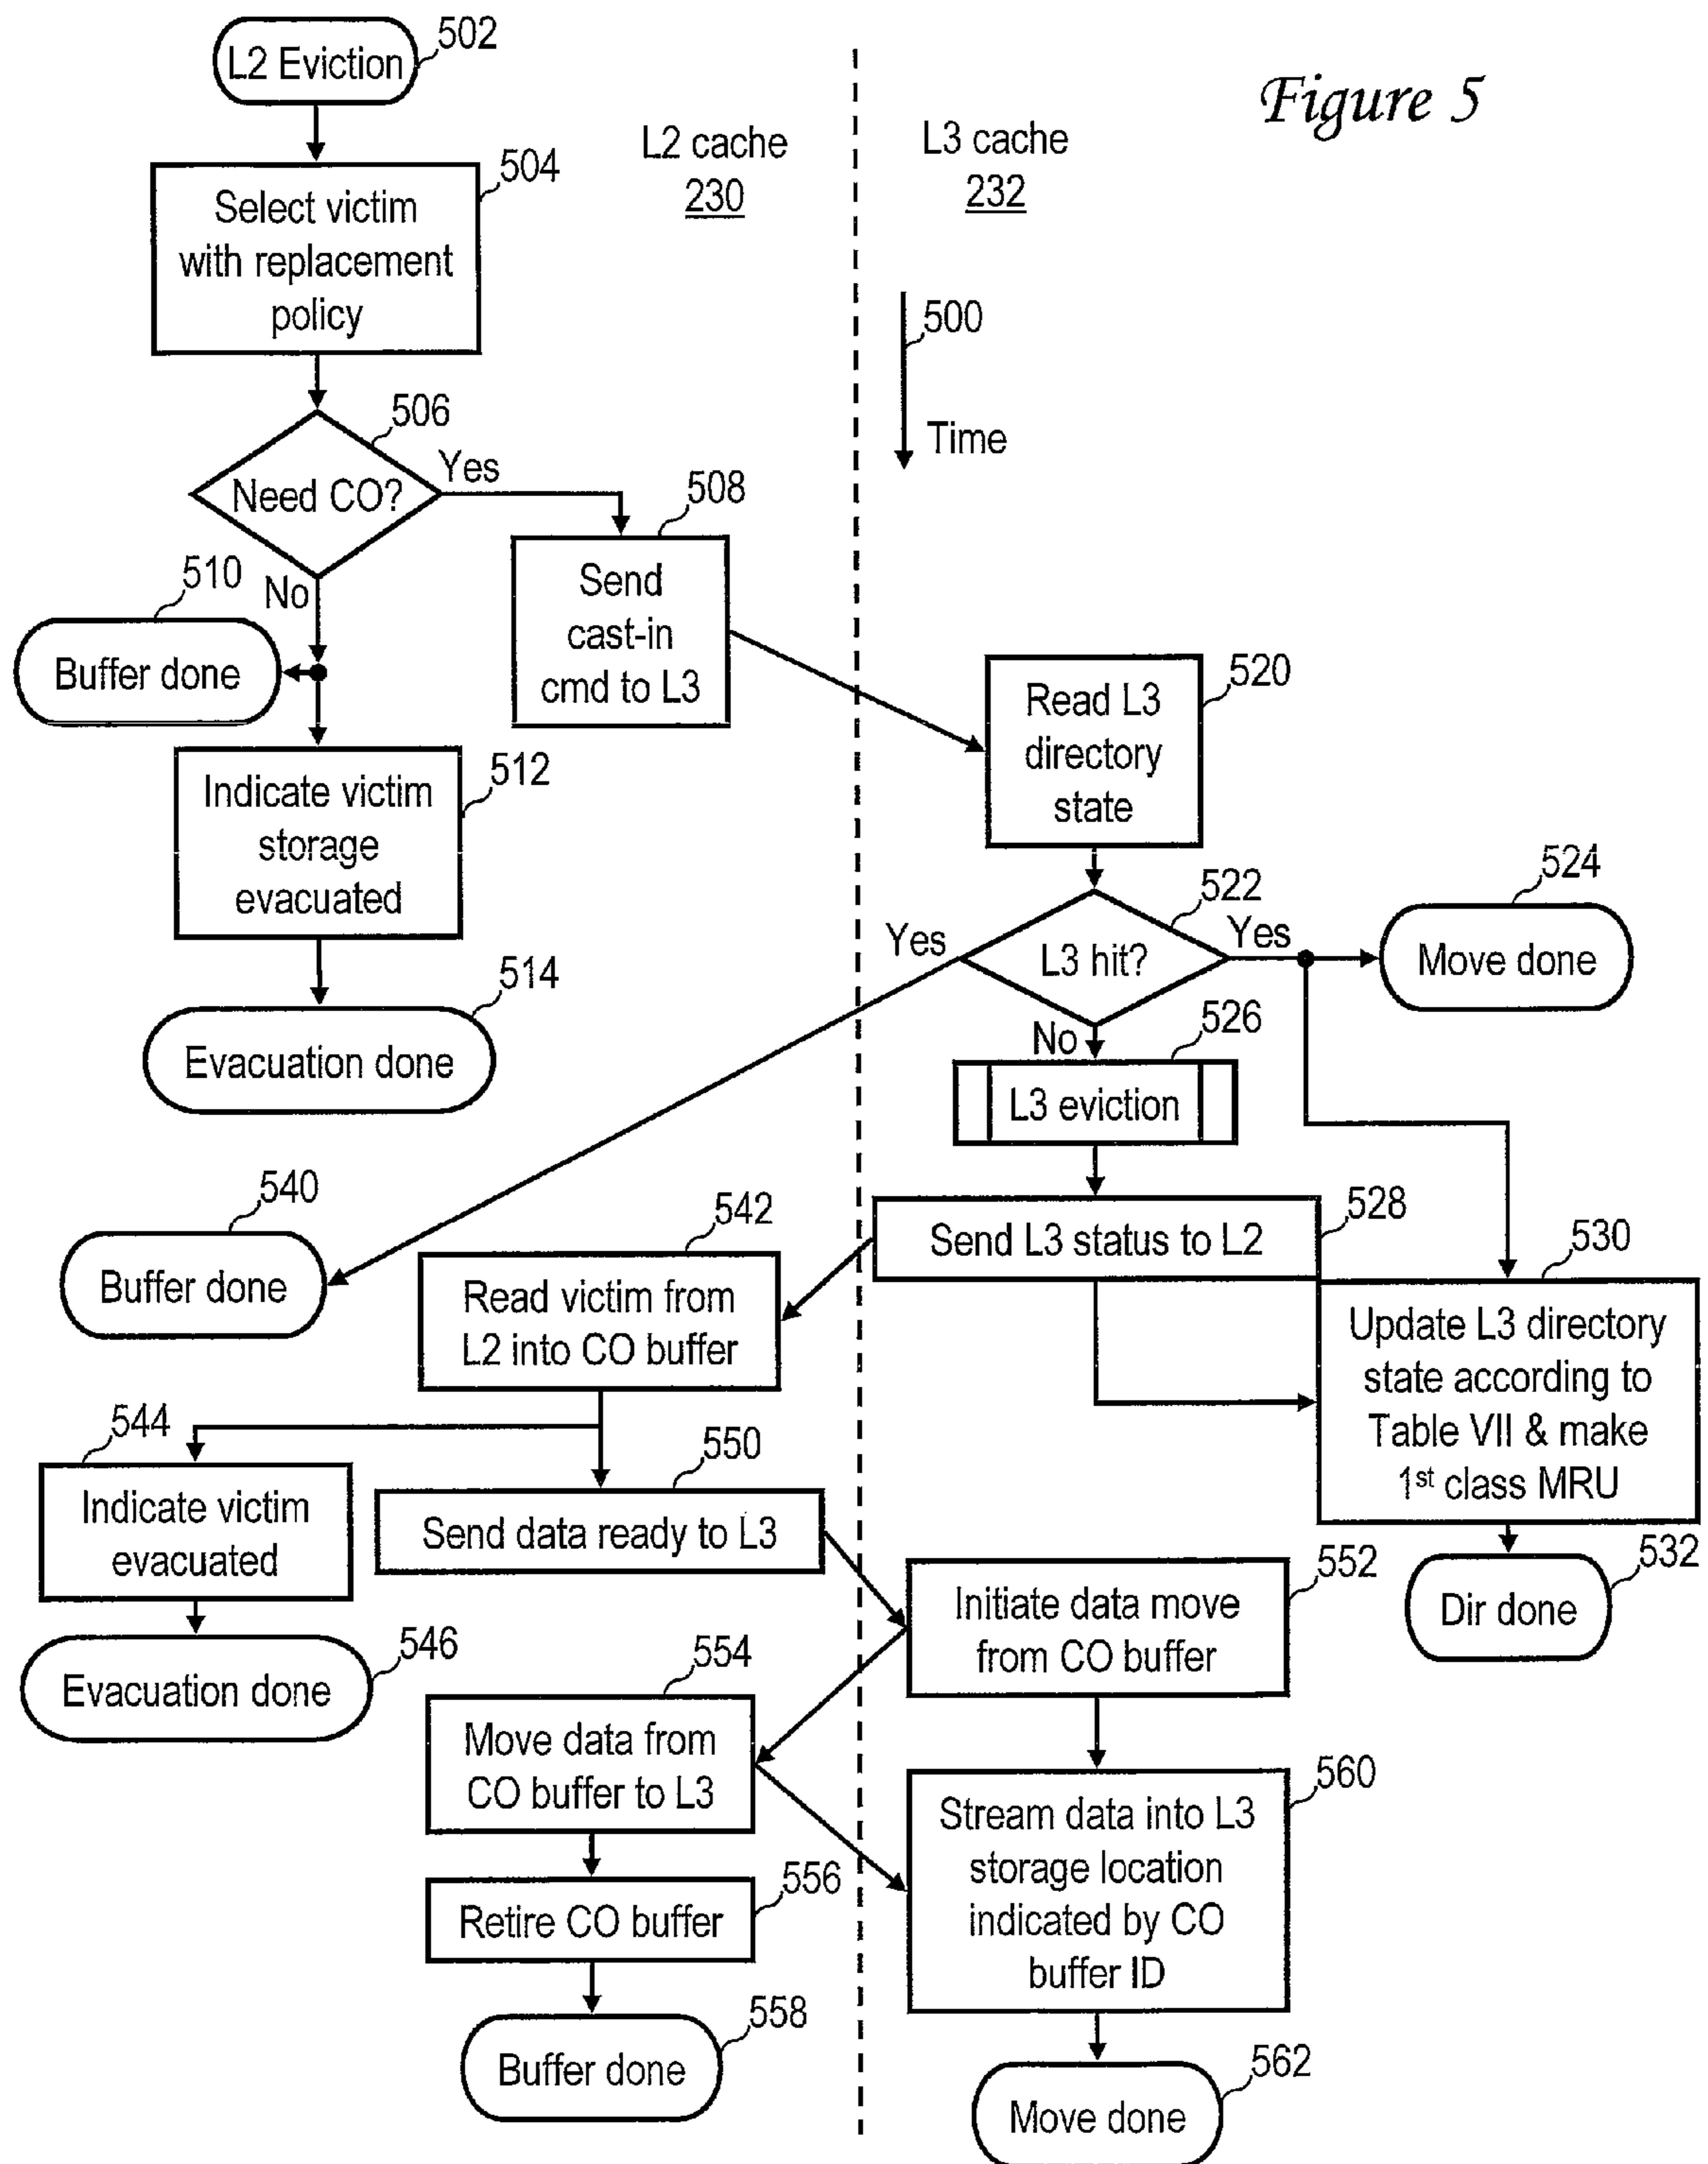 Figure 5
L2 Eviction
502
L2 cache
230
L3 cache
232
504
Select victim
with replacement
policy
500
Time
506
Need CO?
Yes
No
508
Send
cast-in
cmd to L3
510
Buffer done
512
Indicate victim
storage
evacuated
514
Evacuation done
520
Read L3
directory
state
522
L3 hit?
Yes
Yes
No
524
Move done
526
L3 eviction
528
Send L3 status to L2
530
Update L3 directory
state according to
Table VII & make
1st class MRU
532
Dir done
540
Buffer done
542
Read victim from
L2 into CO buffer
544
Indicate victim
evacuated
546
Evacuation done
550
Send data ready to L3
552
Initiate data move
from CO buffer
554
Move data from
CO buffer to L3
556
Retire CO buffer
558
Buffer done
560
Stream data into L3
storage location
indicated by CO
buffer ID
562
Move done